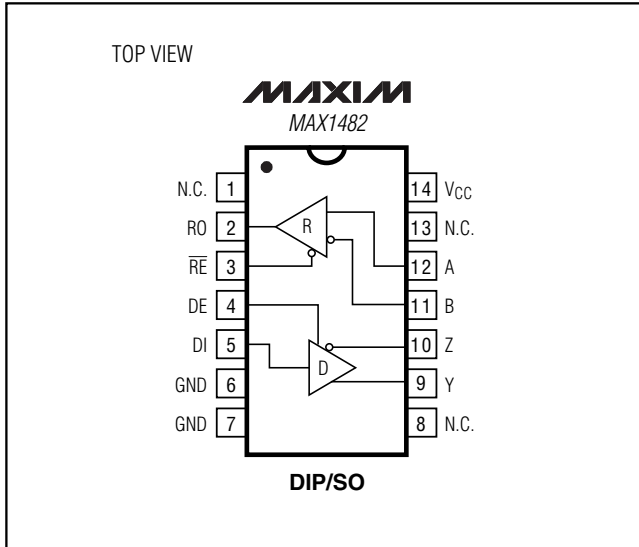 TOP VIEW
MAXIM
MAX1482
N.C. 1
RO 2
R̅E̅ 3
DE 4
DI 5
GND 6
GND 7
14 VCC
13 N.C.
12 A
11 B
10 Z
9 Y
8 N.C.
R
D
DIP/SO